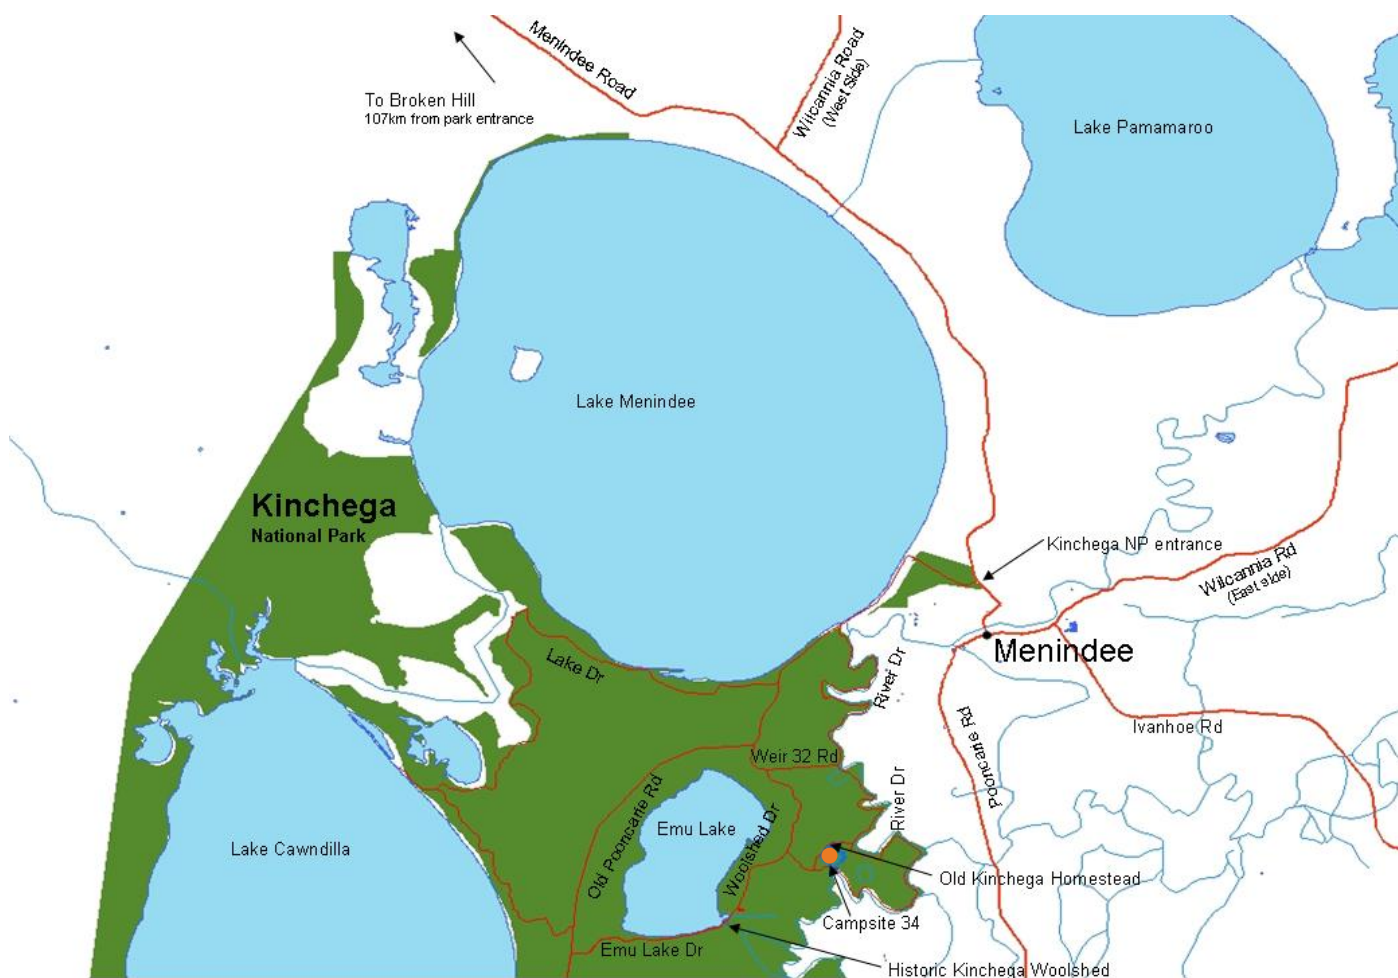 Menindee Road
Wilcannia Road
(West Side)
To Broken Hill
107km from park entrance
Lake Pamamaroo
Lake Menindee
Kinchega
National Park
Kinchega NP entrance
Wilcannia Rd
(East side)
Menindee
River Dr
Lake Dr
Pooncarie Rd
Ivanhoe Rd
Weir 32 Rd
Old Pooncarie Rd
River Dr
Emu Lake
Woolshed Dr
Lake Cawndilla
Old Kinchega Homestead
Campsite 34
Emu Lake Dr
Historic Kinchega Woolshed